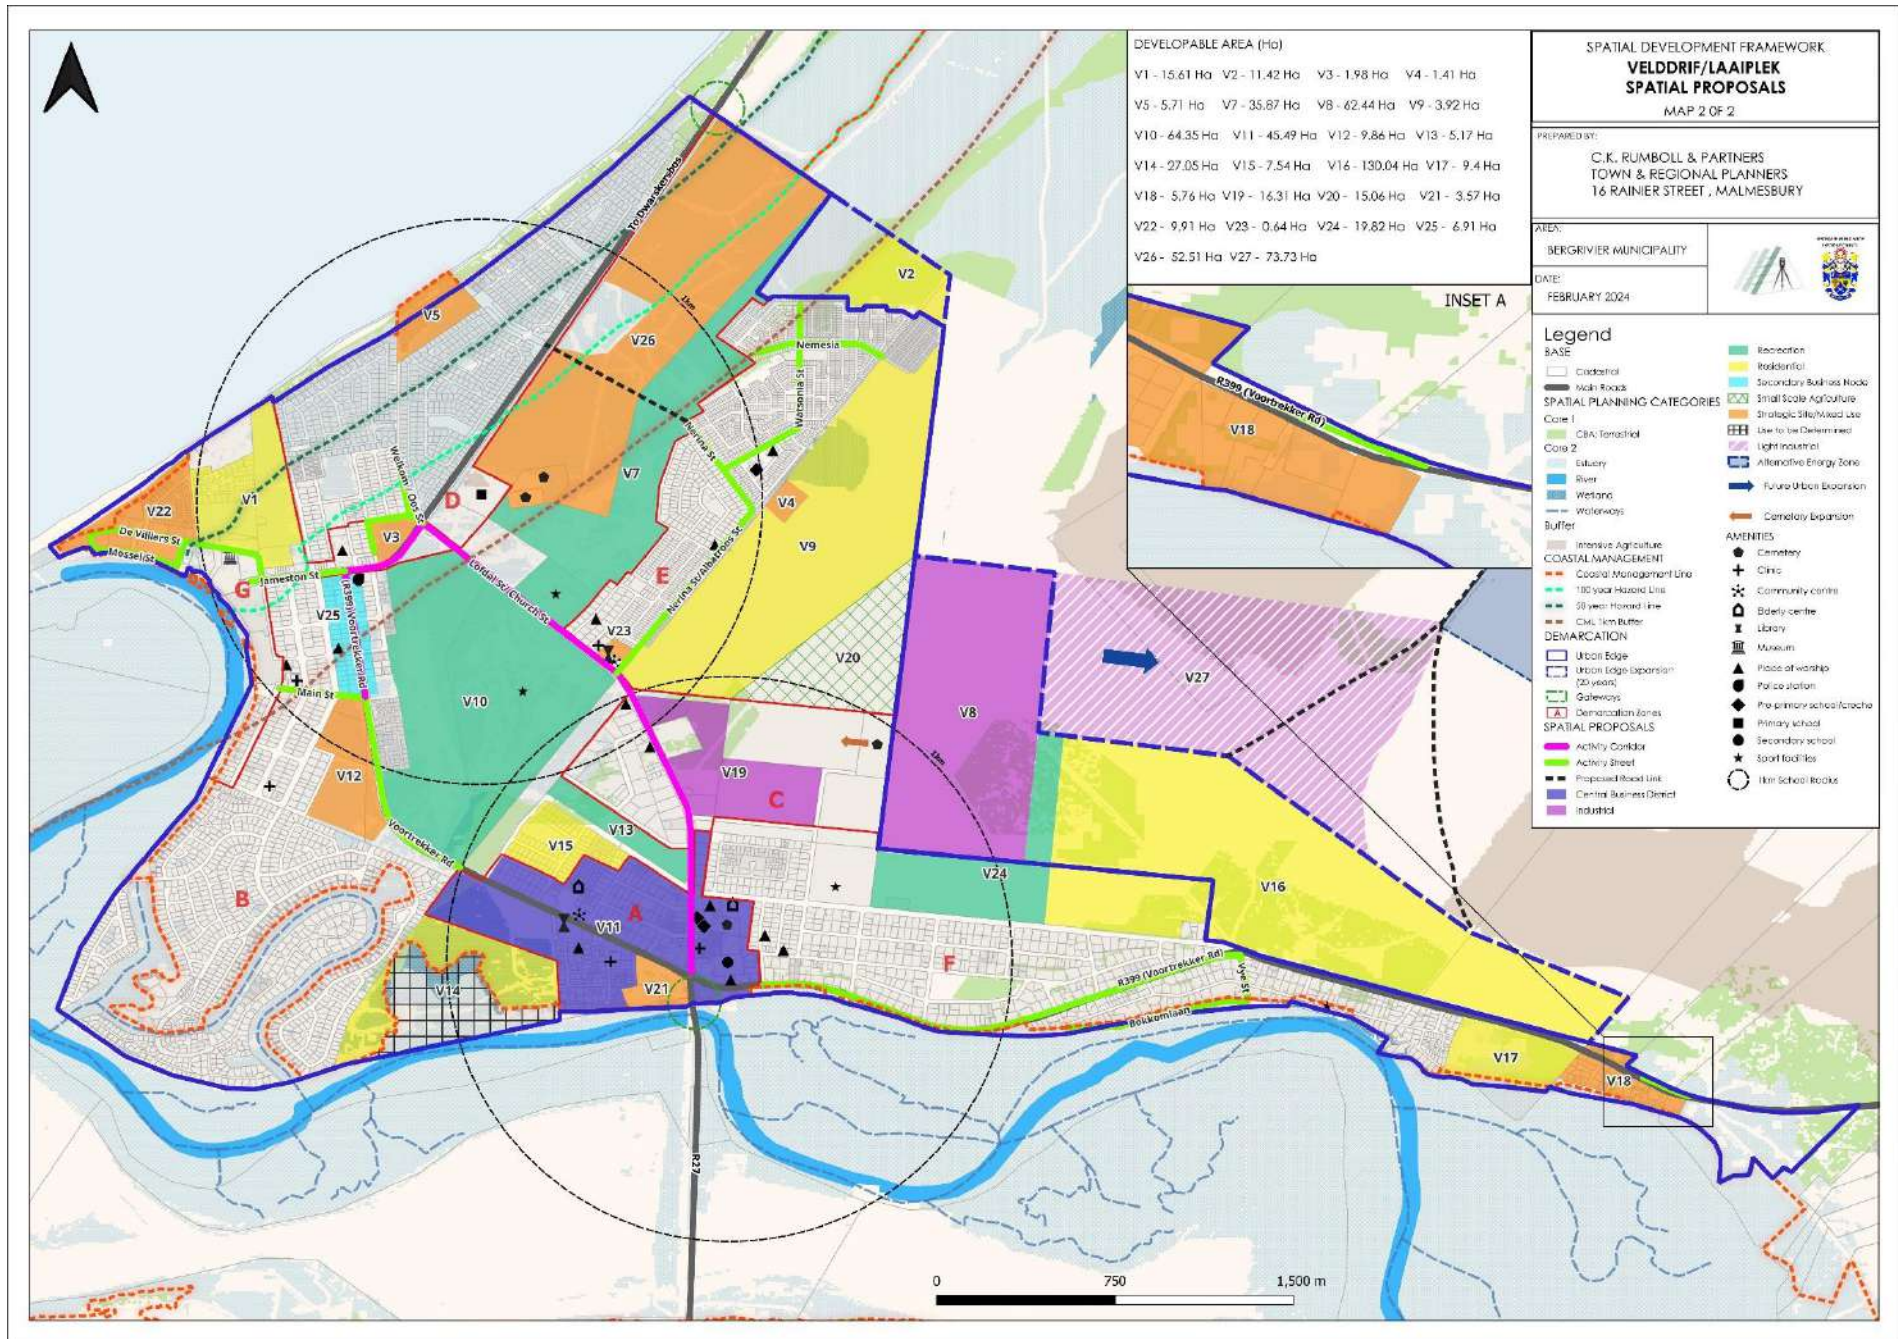 DEVELOPABLE AREA (Ha)
V1 - 15.61 Ha V2 - 11.42 Ha V3 - 1.98 Ha V4 - 1.41 Ha
V5 - 5.71 Ha V7 - 35.87 Ha V8 - 62.44 Ha V9 - 3.92 Ha
V10 - 64.35 Ha V11 - 45.49 Ha V12 - 9.86 Ha V13 - 5.17 Ha
V14 - 27.05 Ha V15 - 7.54 Ha V16 - 130.04 Ha V17 - 9.4 Ha
V18 - 5.76 Ha V19 - 16.31 Ha V20 - 15.06 Ha V21 - 3.57 Ha
V22 - 9.91 Ha V23 - 0.64 Ha V24 - 19.82 Ha V25 - 6.91 Ha
V26 - 52.51 Ha V27 - 73.73 Ha
SPATIAL DEVELOPMENT FRAMEWORK
VELDDRIF/LAAIPLEK
SPATIAL PROPOSALS
MAP 2 OF 2
PREPARED BY:
C.K. RUMBOLL & PARTNERS
TOWN & REGIONAL PLANNERS
16 RAINIER STREET , MALMESBURY
AREA:
BERGRIVIER MUNICIPALITY
DATE:
FEBRUARY 2024
Legend
BASE
Cadastral
Main Roads
SPATIAL PLANNING CATEGORIES
Core 1
CBA: Terrestrial
Core 2
Estuary
River
Wetland
Waterways
Buffer
Intensive Agriculture
COASTAL MANAGEMENT
Coastal Management Line
100 year Hazard Line
50 year Hazard Line
CML 1km Buffer
DEMARCATION
Urban Edge
Urban Edge Expansion
(20 years)
Gateways
A Demarcation Zones
SPATIAL PROPOSALS
Activity Corridor
Activity Street
Proposed Road Link
Central Business District
Industrial
Recreation
Residential
Secondary Business Node
Small Scale Agriculture
Strategic Site/Mixed Use
Use to be Determined
Light Industrial
Alternative Energy Zone
Future Urban Expansion
Cemetary Expansion
AMENITIES
Cemetery
Clinic
Community centre
Elderly centre
Library
Museum
Place of worship
Police station
Pre-primary school/creche
Primary school
Secondary school
Sport facilities
1km School Radius
INSET A
R399 (Voortrekker Rd)
V18
To Dwarskersbos
V2
1km
V5
V26
Nemesia
Watsonia St
Nerina St
Welkom / Oos St
V7
D
V1
V22
V4
V3
De Villiers St
Mossel St
V9
Jameston St
G
Lofdal St/Church St
E
Nerina St/Albatroos St
V25
(R399)Voortrekker Rd
V23
V20
V27
Main St
V10
V8
1km
V12
V19
C
V13
Voortrekker Rd
V15
V24
V16
B
A
V11
F
R399 (Voortrekker Rd)
Vye St
V14
V21
Bokkomlaan
V17
V18
R27
0 750 1,500 m